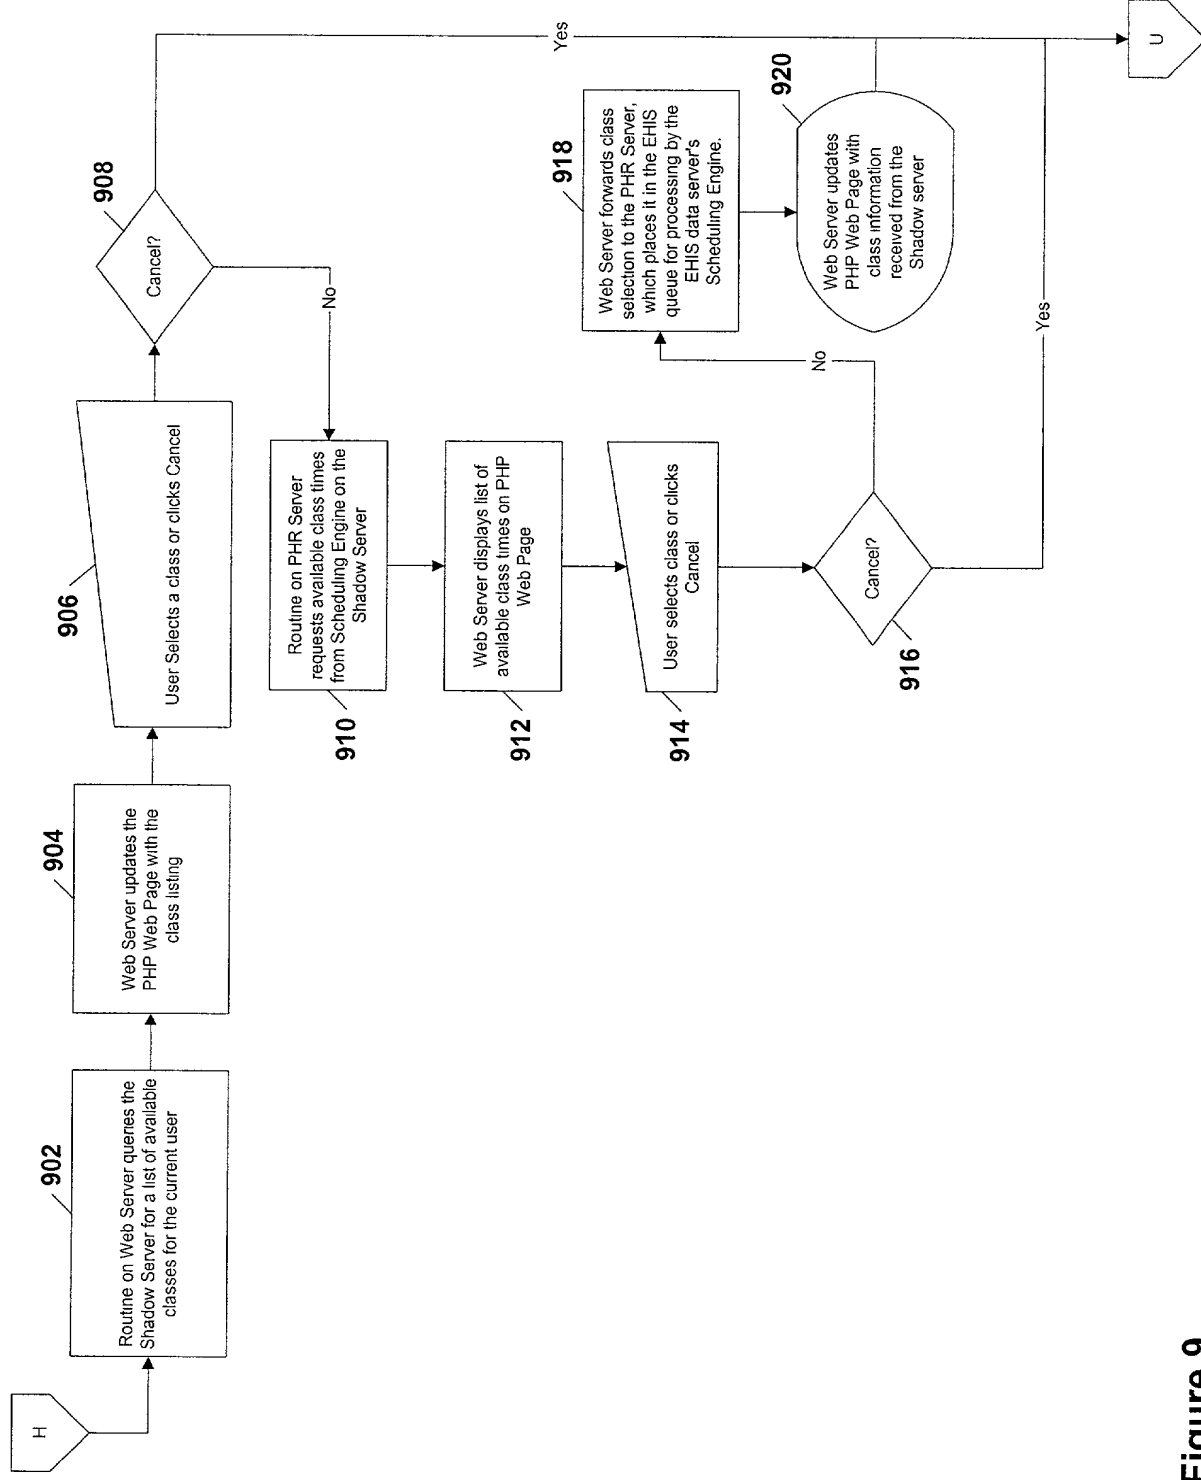 H
902
Routine on Web Server queries the
Shadow Server for a list of available
classes for the current user
904
Web Server updates the
PHP Web Page with the
class listing
906
User Selects a class or clicks Cancel
908
Cancel?
Yes
No
910
Routine on PHR Server
requests available class times
from Scheduling Engine on the
Shadow Server
912
Web Server displays list of
available class times on PHP
Web Page
914
User selects class or clicks
Cancel
916
Cancel?
No
Yes
918
Web Server forwards class
selection to the PHR Server,
which places it in the EHIS
queue for processing by the
EHIS data server's
Scheduling Engine.
920
Web Server updates
PHP Web Page with
class information
received from the
Shadow server
U
Figure 9